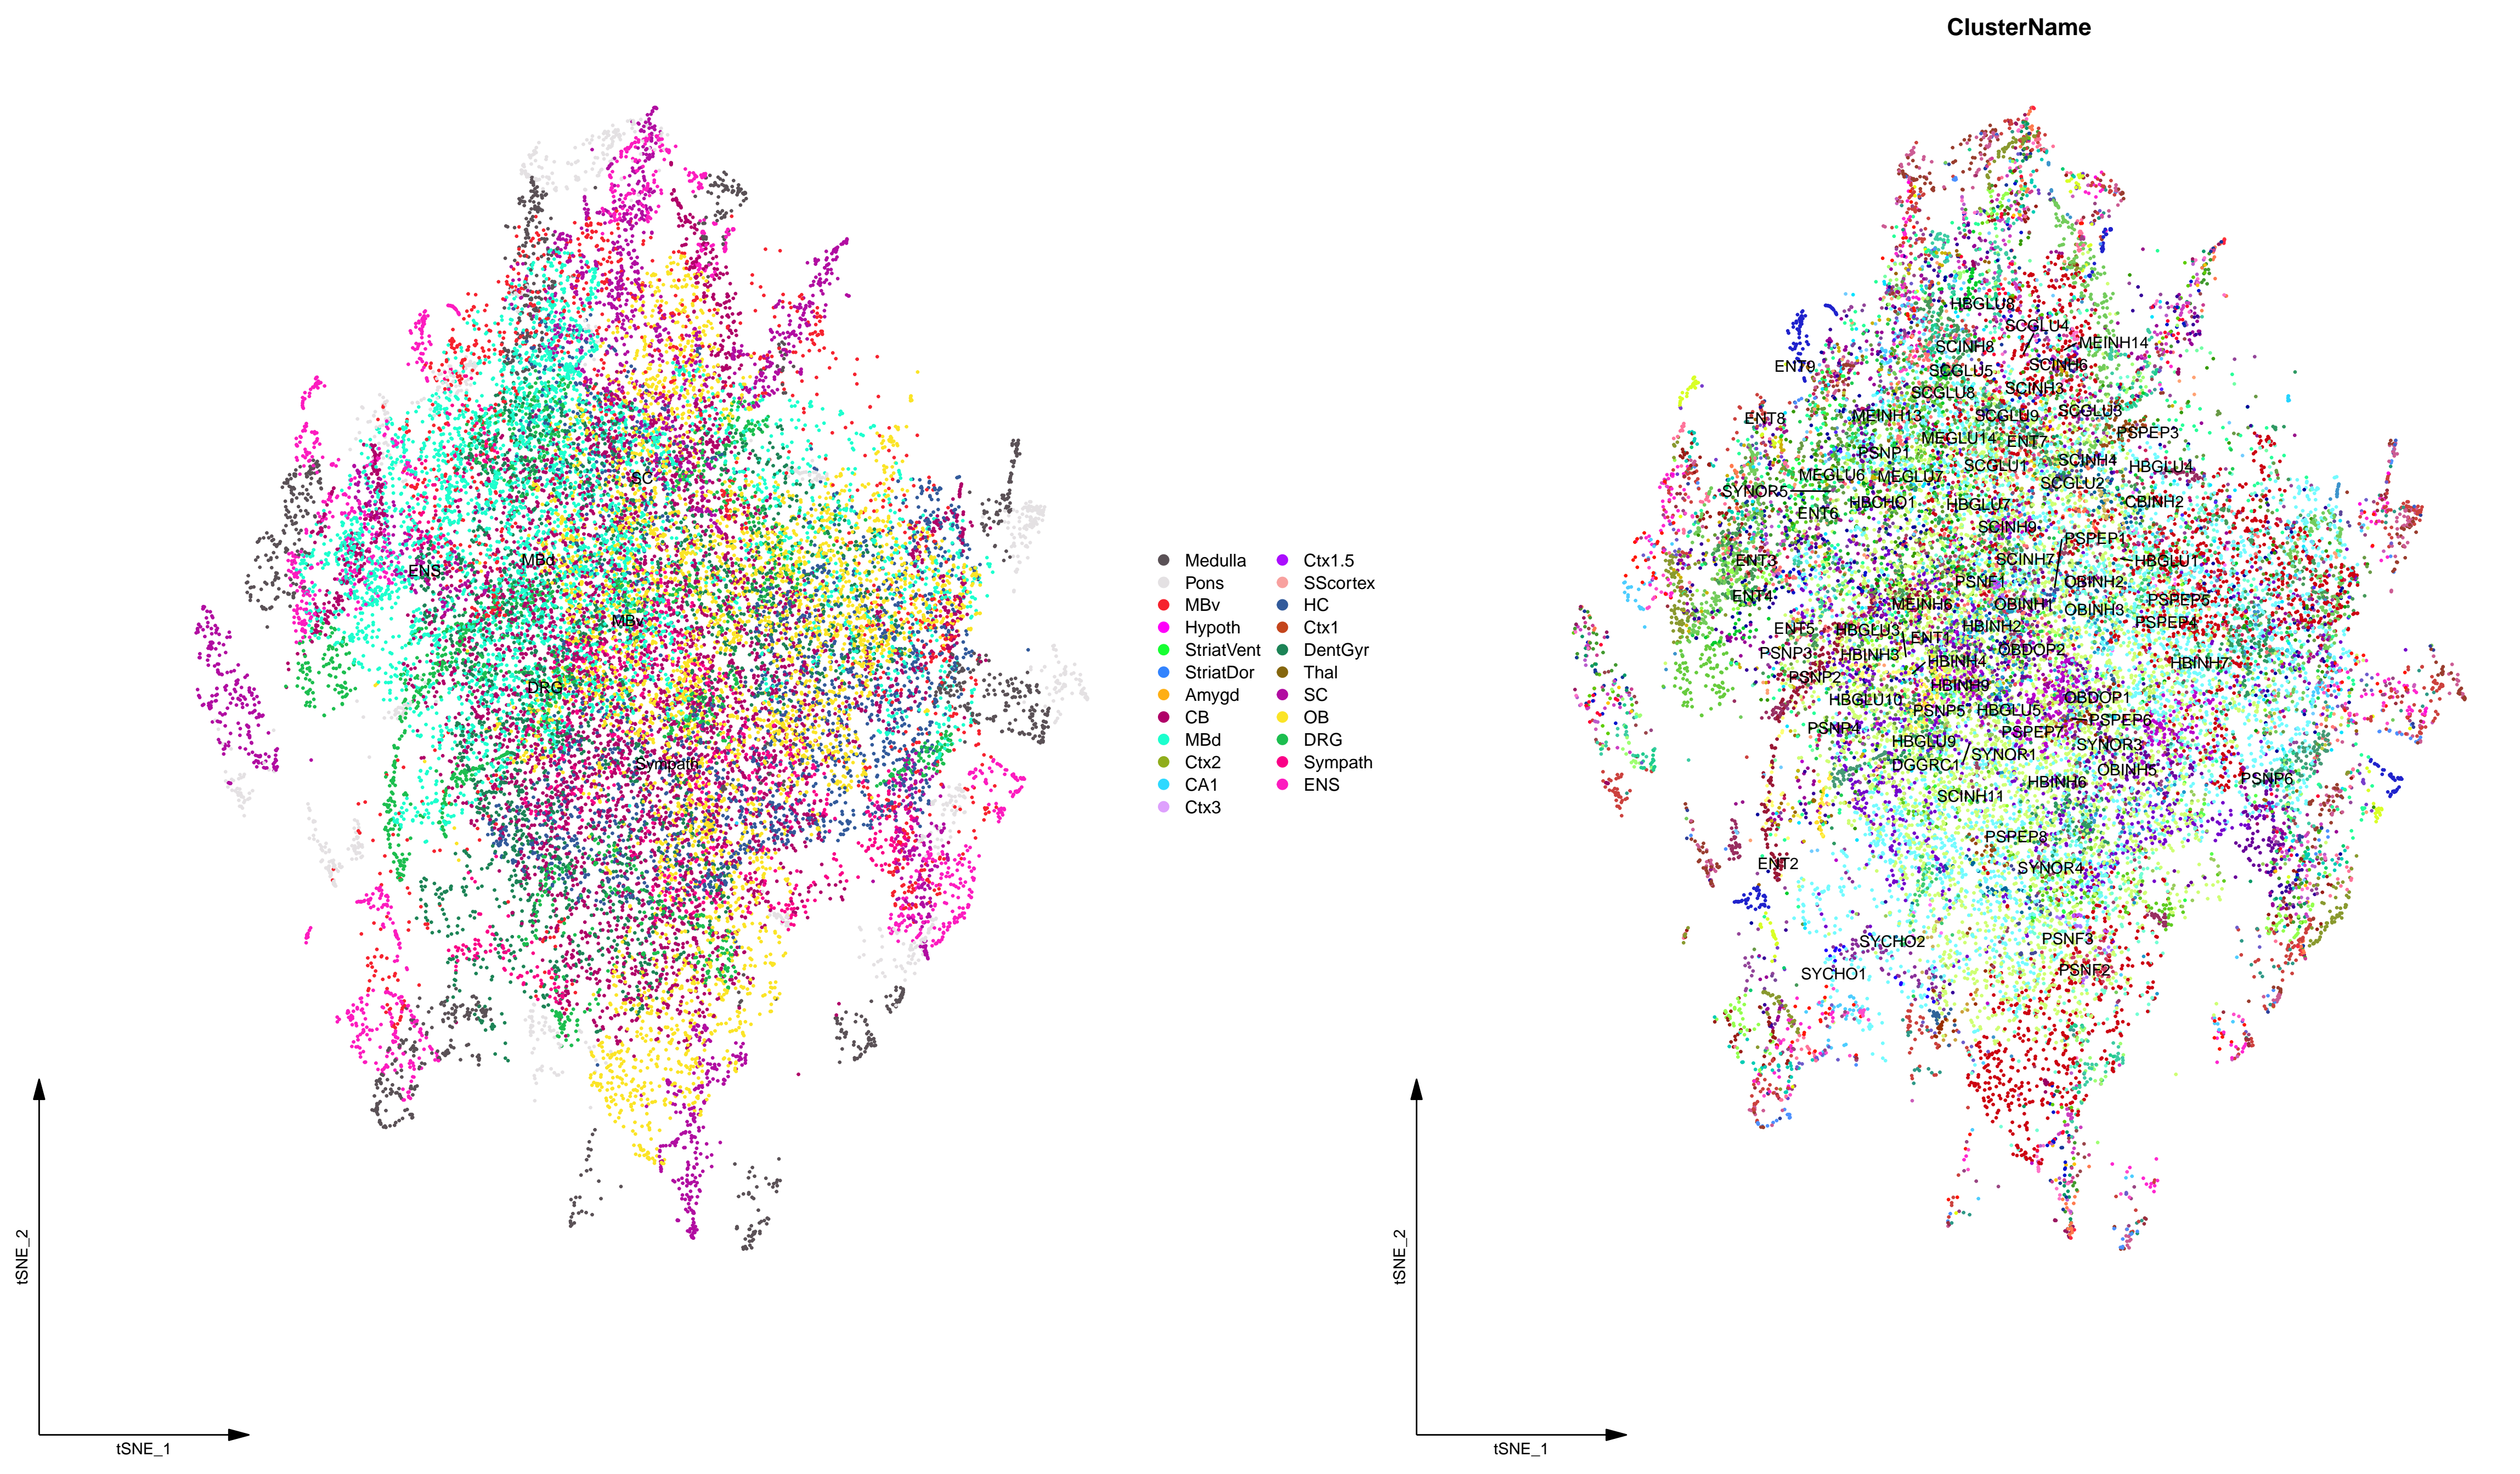 ClusterName
SC
MBd
ENS
MBv
DRG
Sympath
tSNE_2
tSNE_1
Medulla
Pons
MBv
Hypoth
StriatVent
StriatDor
Amygd
CB
MBd
Ctx2
CA1
Ctx3
Ctx1.5
SScortex
HC
Ctx1
DentGyr
Thal
SC
OB
DRG
Sympath
ENS
HBGLU8
SCGLU4
MEINH14
SCINH8
SCINH6
EN79
SCGLU5
SCINH3
SCGLU8
SCGLU3
ENT8
MEINH13
SCGLU9
PSPEP3
MEGLU14
ENT7
PSNP1
SCINH4
HBGLU4
SCGLU1
MEGLU6
MEGLU7
SCGLU2
SYNOR5
HBCHO1
HBGLU7
CBINH2
ENT6
SCINH9
PSPEP1
ENT3
SCINH7
HBGLU1
PSNF1
OBINH2
ENT4
PSPEP5
MEINH6
OBINH1
OBINH3
PSPEP4
ENT5
HBGLU3
HBINH2
ENT1
PSNP3
HBINH3
OBDOP2
HBINH4
HBINH7
PSNP2
HBINH9
HBGLU10
OBDOP1
PSNP5
HBGLU5
PSPEP6
PSNP4
PSPEP7
HBGLU9
SYNOR3
SYNOR1
DGGRC1
OBINH5
HBINH6
PSNP6
SCINH11
PSPEP8
ENT2
SYNOR4
SYCHO2
PSNF3
SYCHO1
PSNF2
tSNE_2
tSNE_1